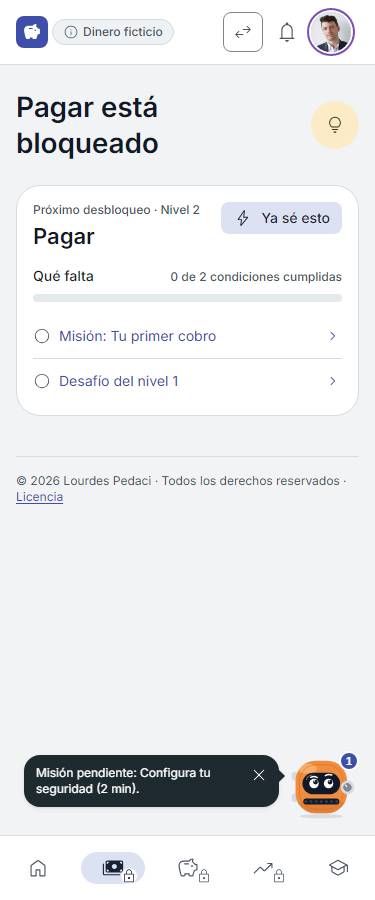 Dinero ficticio
Pagar está
bloqueado
Próximo desbloqueo · Nivel 2
Ya sé esto
Pagar
Qué falta
0 de 2 condiciones cumplidas
Misión: Tu primer cobro
Desafío del nivel 1
© 2026 Lourdes Pedaci · Todos los derechos reservados ·
Licencia
Misión pendiente: Configura tu
seguridad (2 min).
1